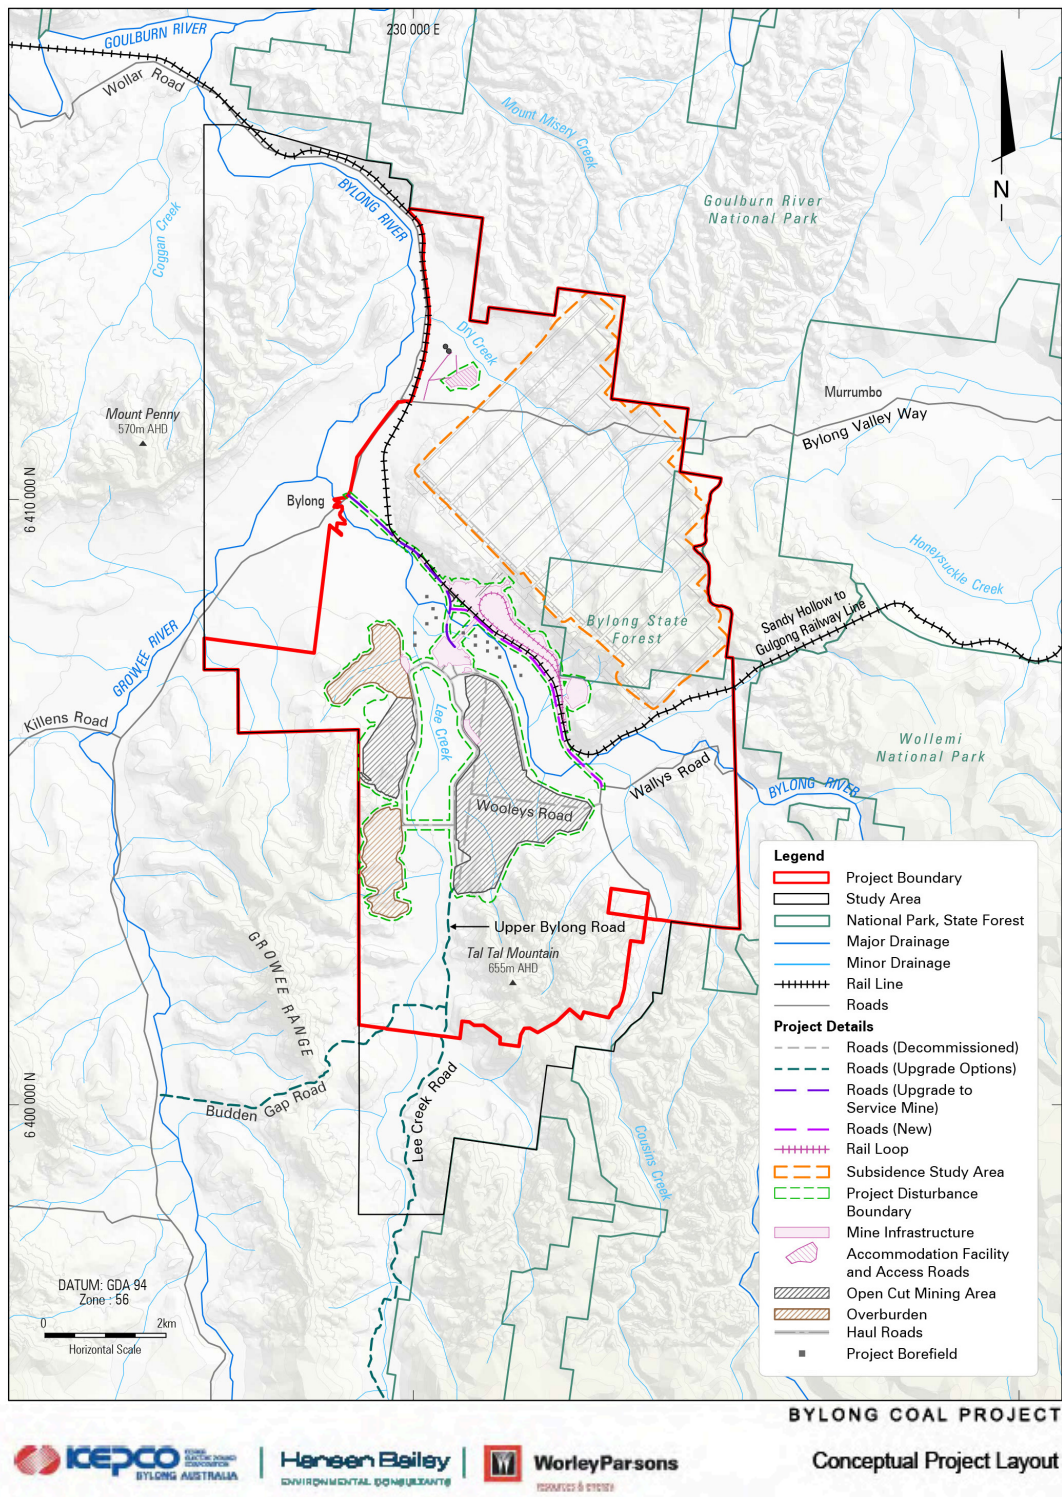 GOULBURN RIVER
230 000 E
Wollar Road
Mount Misery Creek
N
BYLONG RIVER
Goulburn River
National Park
Coggan Creek
Dry Creek
Murrumbo
Mount Penny
570m AHD
Bylong Valley Way
6 410 000 N
Bylong
Honeysuckle Creek
Sandy Hollow to
Gulgong Railway Line
Bylong State
Forest
GROWEE RIVER
Killens Road
Lee Creek
Wollemi
National Park
Wallys Road
BYLONG RIVER
Wooleys Road
Upper Bylong Road
Tal Tal Mountain
655m AHD
GROWEE RANGE
6 400 000 N
Budden Gap Road
Lee Creek Road
Cousins Creek
DATUM: GDA 94
Zone : 56
0 2km
Horizontal Scale
Legend
Project Boundary
Study Area
National Park, State Forest
Major Drainage
Minor Drainage
Rail Line
Roads
Project Details
Roads (Decommissioned)
Roads (Upgrade Options)
Roads (Upgrade to
Service Mine)
Roads (New)
Rail Loop
Subsidence Study Area
Project Disturbance
Boundary
Mine Infrastructure
Accommodation Facility
and Access Roads
Open Cut Mining Area
Overburden
Haul Roads
Project Borefield
BYLONG COAL PROJECT
Conceptual Project Layout
KEPCO
KOREA
ELECTRIC POWER
CORPORATION
BYLONG AUSTRALIA
Hansen Bailey
ENVIRONMENTAL CONSULTANTS
WorleyParsons
resources & energy